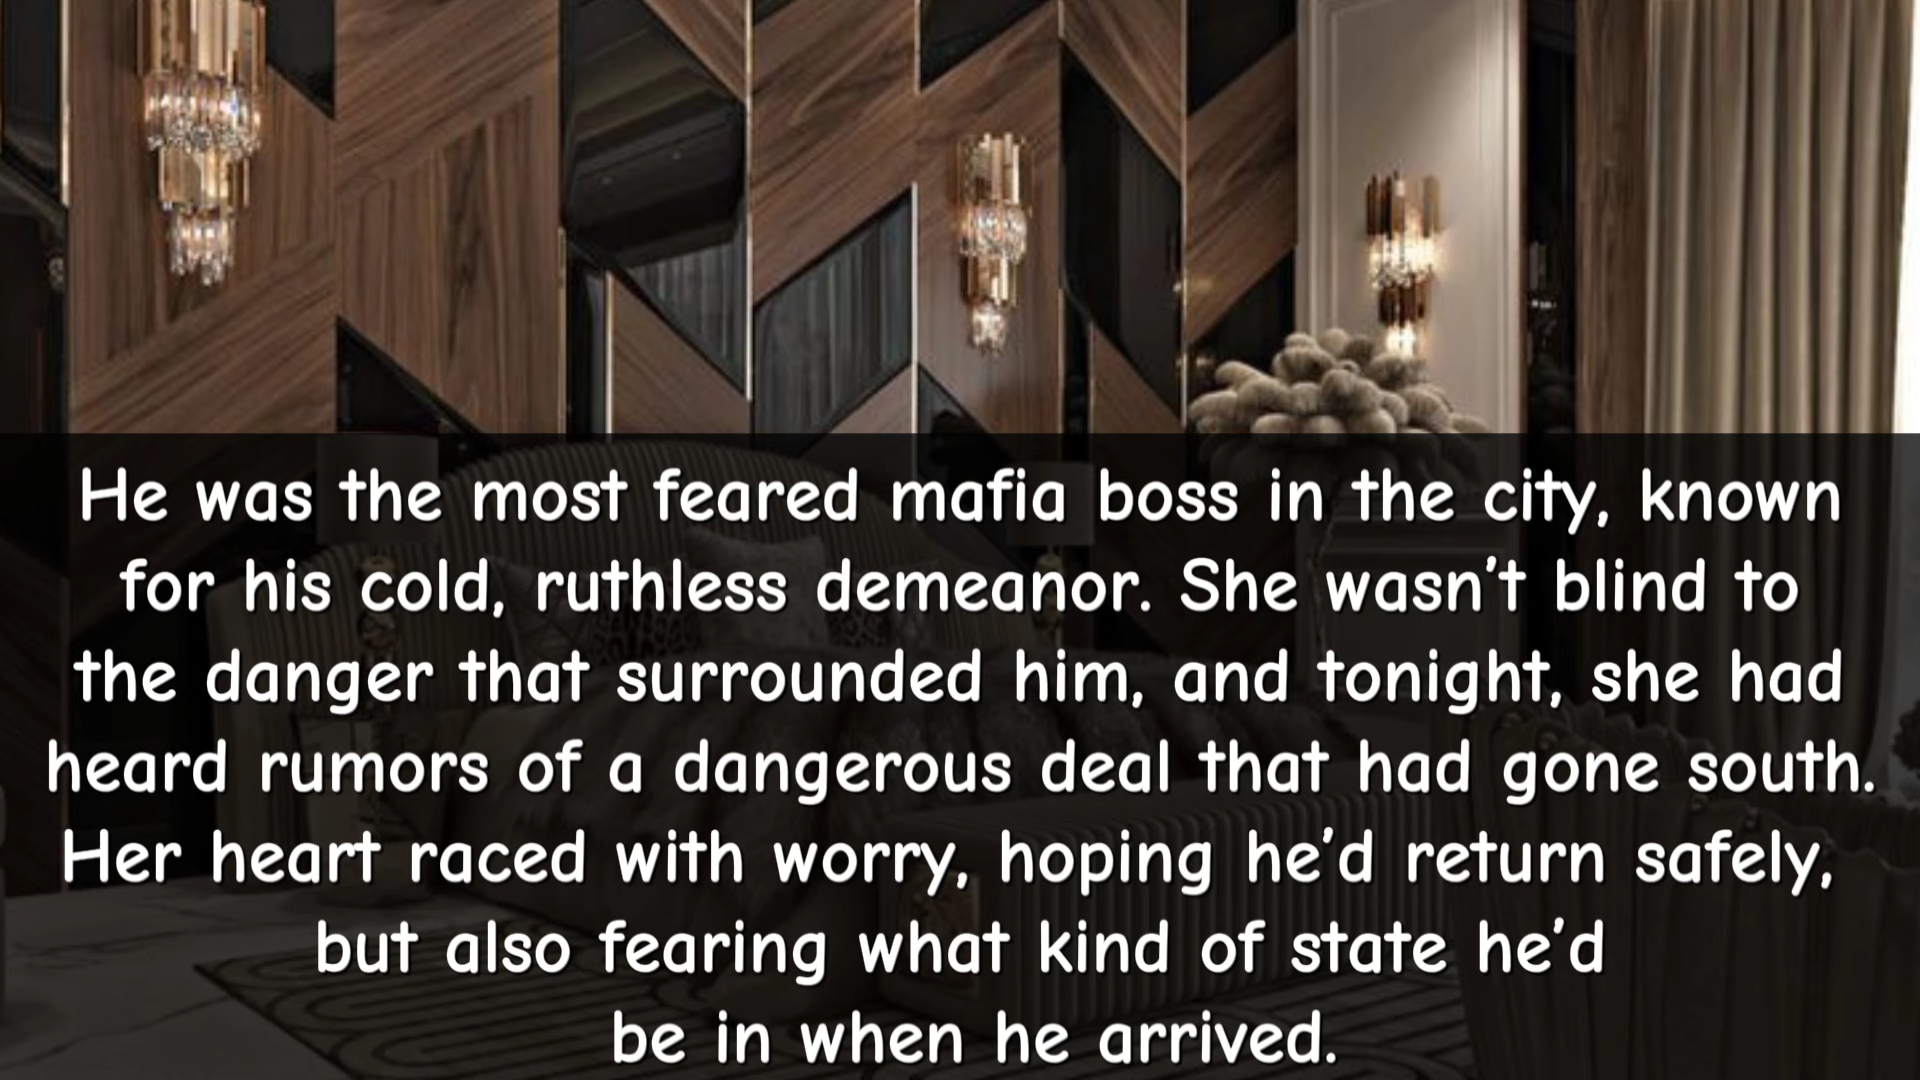 He was the most feared mafia boss in the city, known
for his cold, ruthless demeanor. She wasn't blind to
the danger that surrounded him, and tonight, she had
heard rumors of a dangerous deal that had gone south.
Her heart raced with worry, hoping he'd return safely,
but also fearing what kind of state he'd
be in when he arrived.